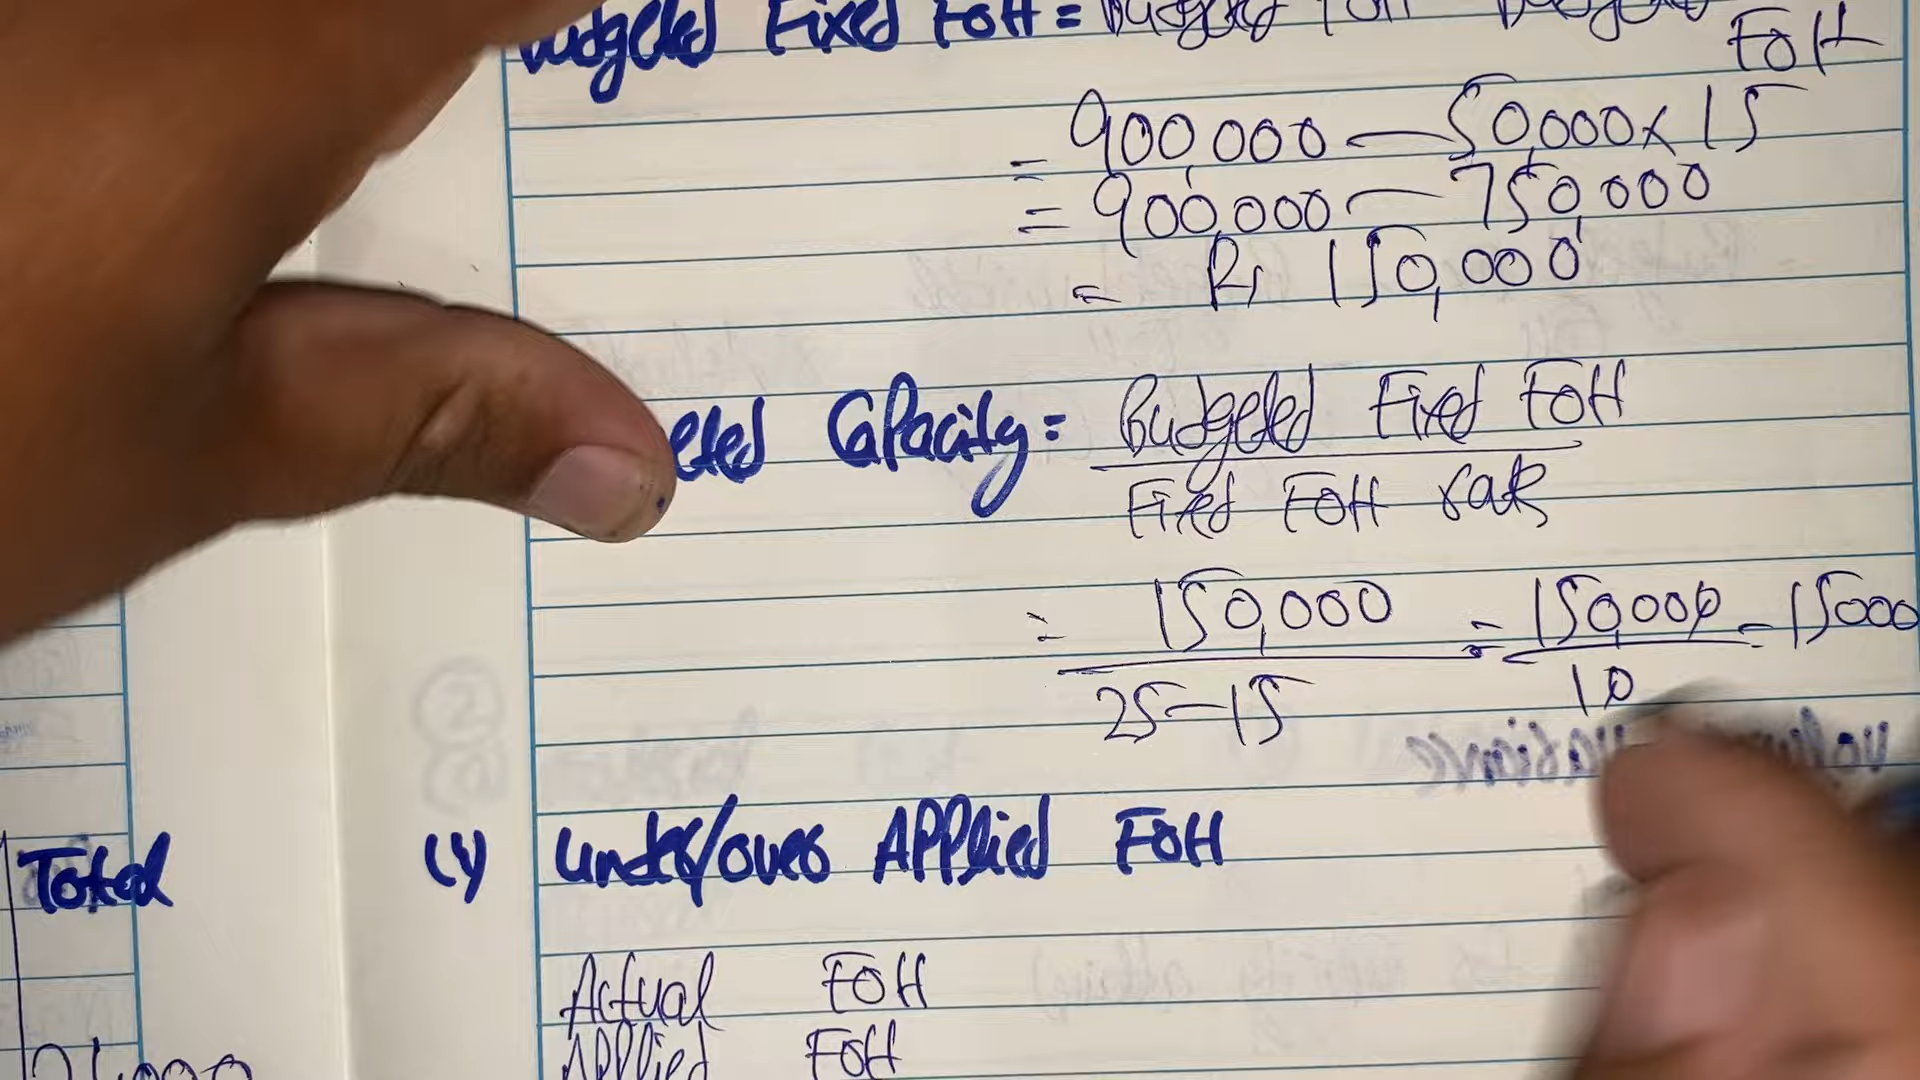 Budgeted Fixed FOH = Budgeted FOH - Budgeted
FOH
= 900,000 — 50,000 x 15
= 900,000 — 750,000
= Rs 150,000
eted Capacity = Budgeted Fixed FOH
Fixed FOH rate
= 150,000 = 150,000 = 15000
25-15 10
Total (Y) under/over APPlied FOH
Actual FOH
APPlied FOH